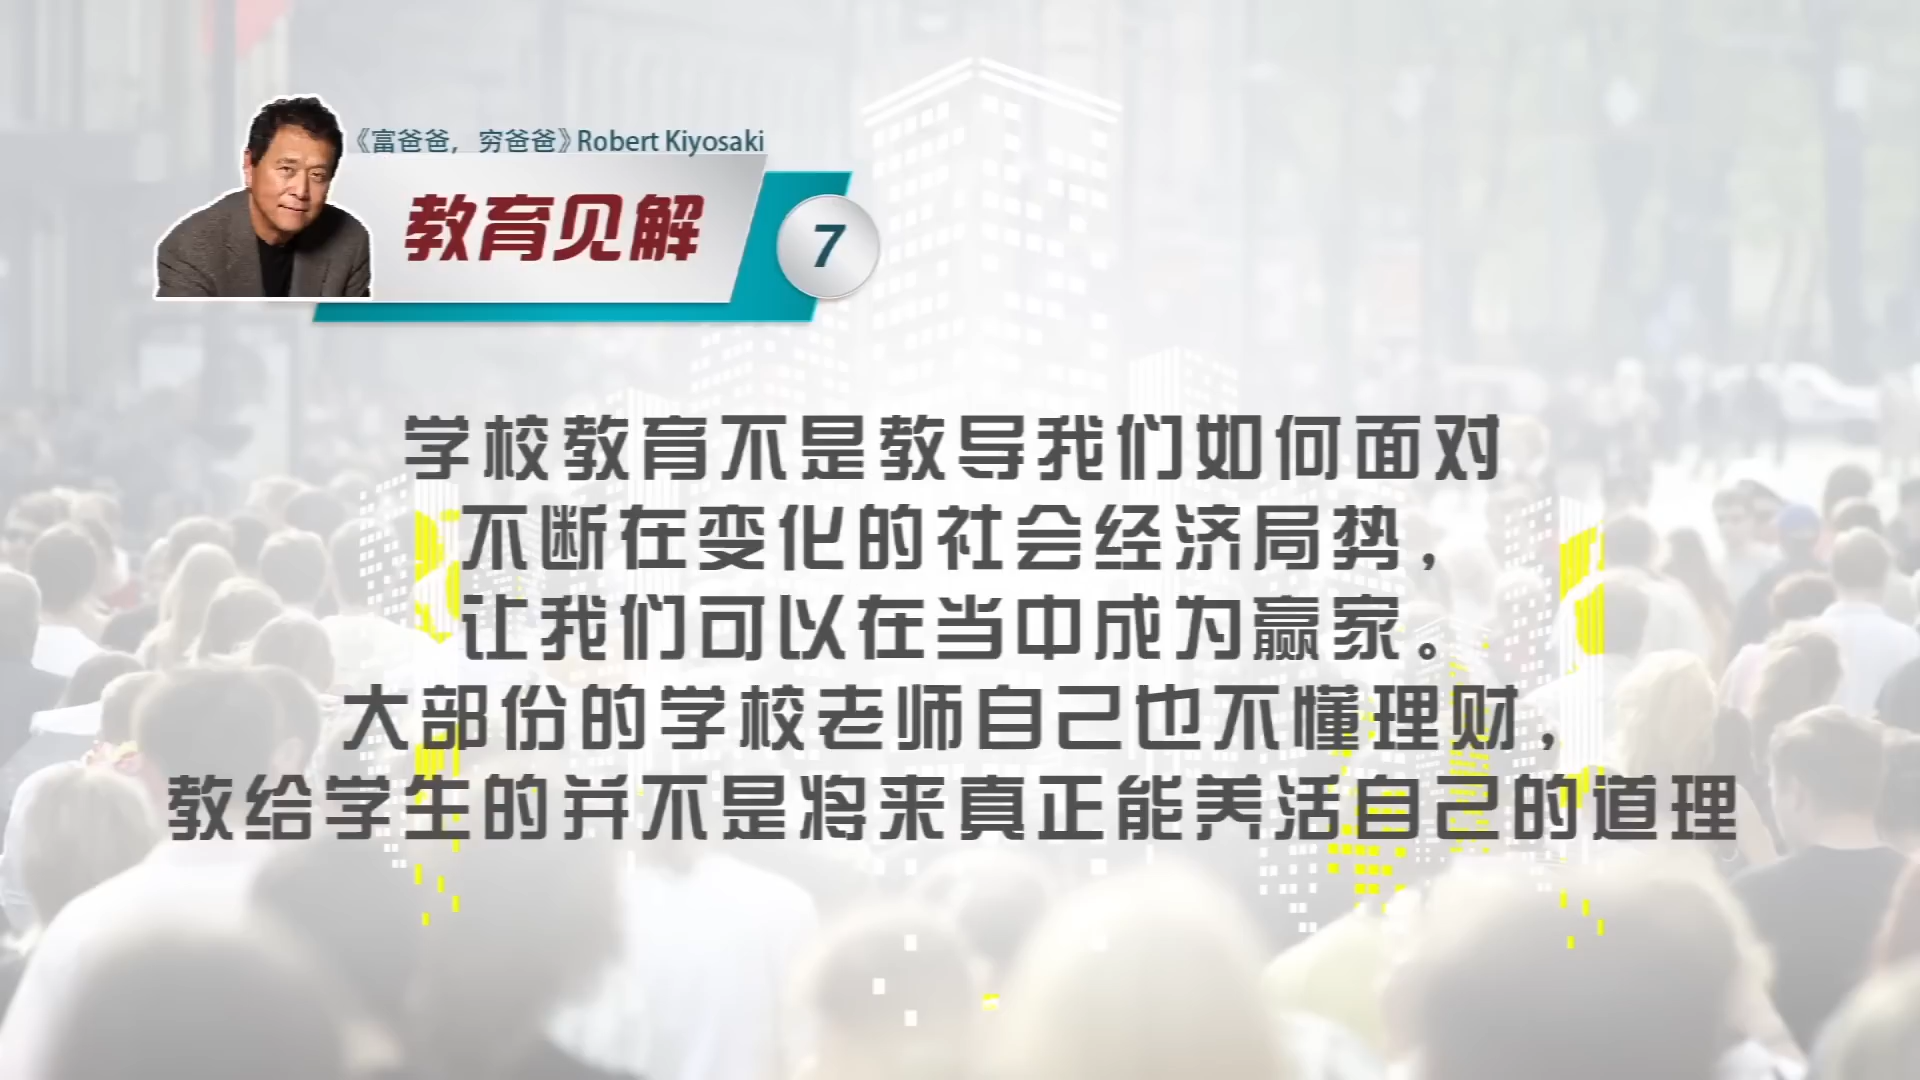 《富爸爸，穷爸爸》Robert Kiyosaki
教育见解
7
学校教育不是教导我们如何面对
不断在变化的社会经济局势，
让我们可以在当中成为赢家。
大部份的学校老师自己也不懂理财，
教给学生的并不是将来真正能养活自己的道理